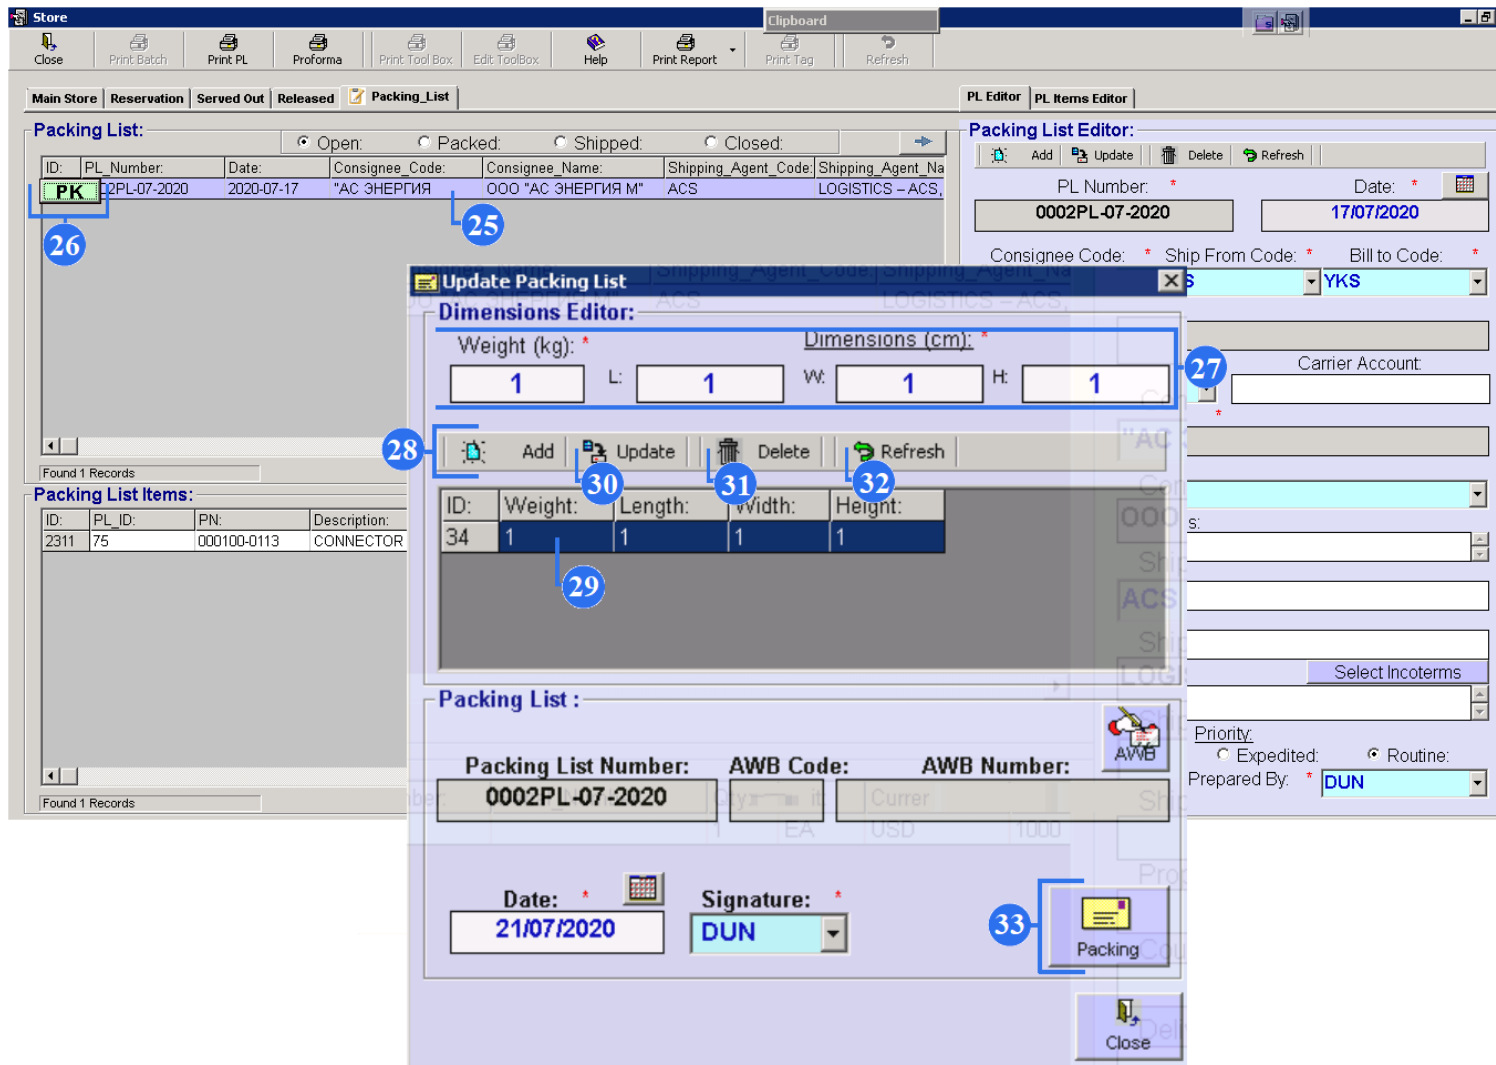 Store
Clipboard
Close
Print Batch
Print PL
Proforma
Print Tool Box
Edit ToolBox
Help
Print Report
Print Tag
Refresh
Main Store
Reservation
Served Out
Released
Packing_List
PL Editor
PL Items Editor
Packing List:
Open:
Packed:
Shipped:
Closed:
ID: PL_Number: Date: Consignee_Code: Consignee_Name: Shipping_Agent_Code: Shipping_Agent_Na
PK 02PL-07-2020 2020-07-17 "АС ЭНЕРГИЯ ООО "АС ЭНЕРГИЯ М" ACS LOGISTICS – ACS,
25
26
Found 1 Records
Packing List Items:
ID: PL_ID: PN: Description:
2311 75 000100-0113 CONNECTOR
Found 1 Records
Packing List Editor:
Add
Update
Delete
Refresh
PL Number: *
Date: *
0002PL-07-2020
17/07/2020
Consignee Code: * Ship From Code: * Bill to Code: *
S
YKS
Carrier Account:
*
s:
Select Incoterms
Priority:
Expedited:
Routine:
Prepared By: *
DUN
Update Packing List
Dimensions Editor:
Weight (kg): *
Dimensions (cm): *
1 L: 1 W: 1 H: 1
27
28
Add
Update
Delete
Refresh
30
31
32
ID: Weight: Length: Width: Height:
34 1 1 1 1
29
Packing List :
AWB
Packing List Number: AWB Code: AWB Number:
0002PL-07-2020
Date: *
Signature: *
21/07/2020
DUN
33
Packing
Close